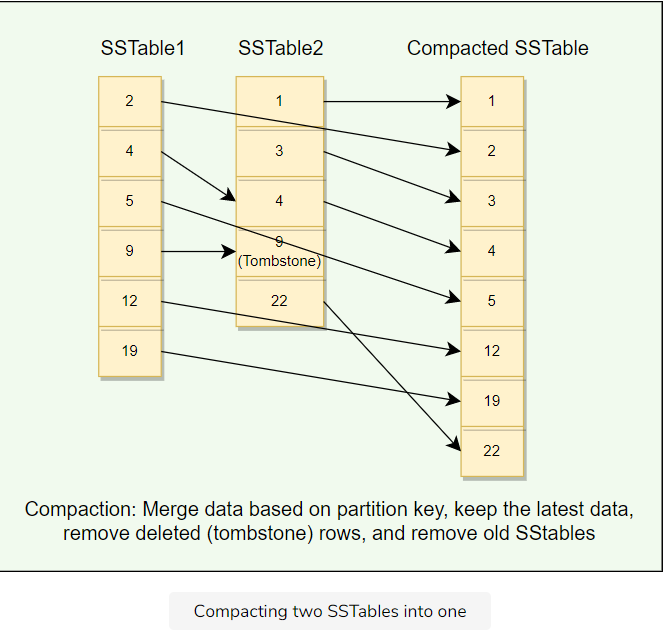 SSTable1 SSTable2 Compacted SSTable
2 1 1
4 3 2
5 4 3
9 9 4
(Tombstone)
12 22 5
19 12
19
22
Compaction: Merge data based on partition key, keep the latest data,
remove deleted (tombstone) rows, and remove old SStables
Compacting two SSTables into one